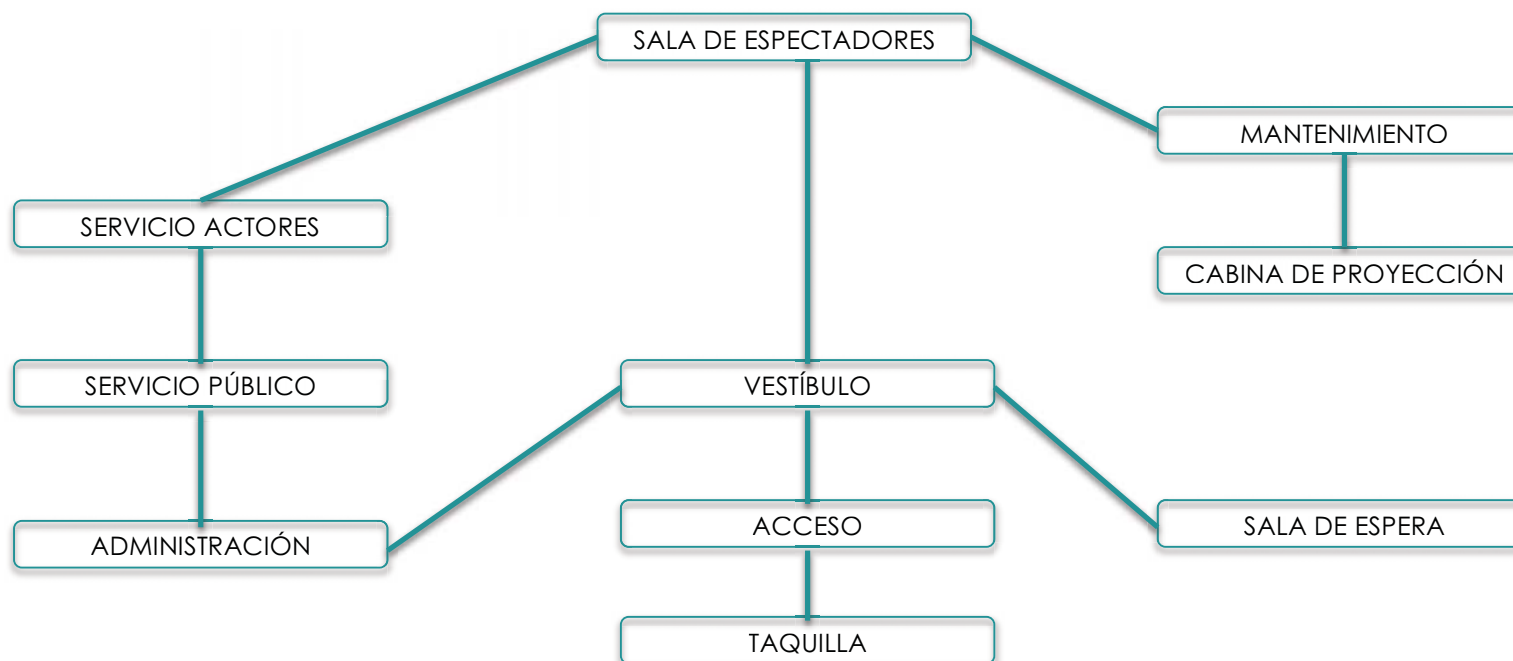 SALA DE ESPECTADORES
MANTENIMIENTO
SERVICIO ACTORES
CABINA DE PROYECCIÓN
SERVICIO PÚBLICO
VESTÍBULO
ADMINISTRACIÓN
ACCESO
SALA DE ESPERA
TAQUILLA